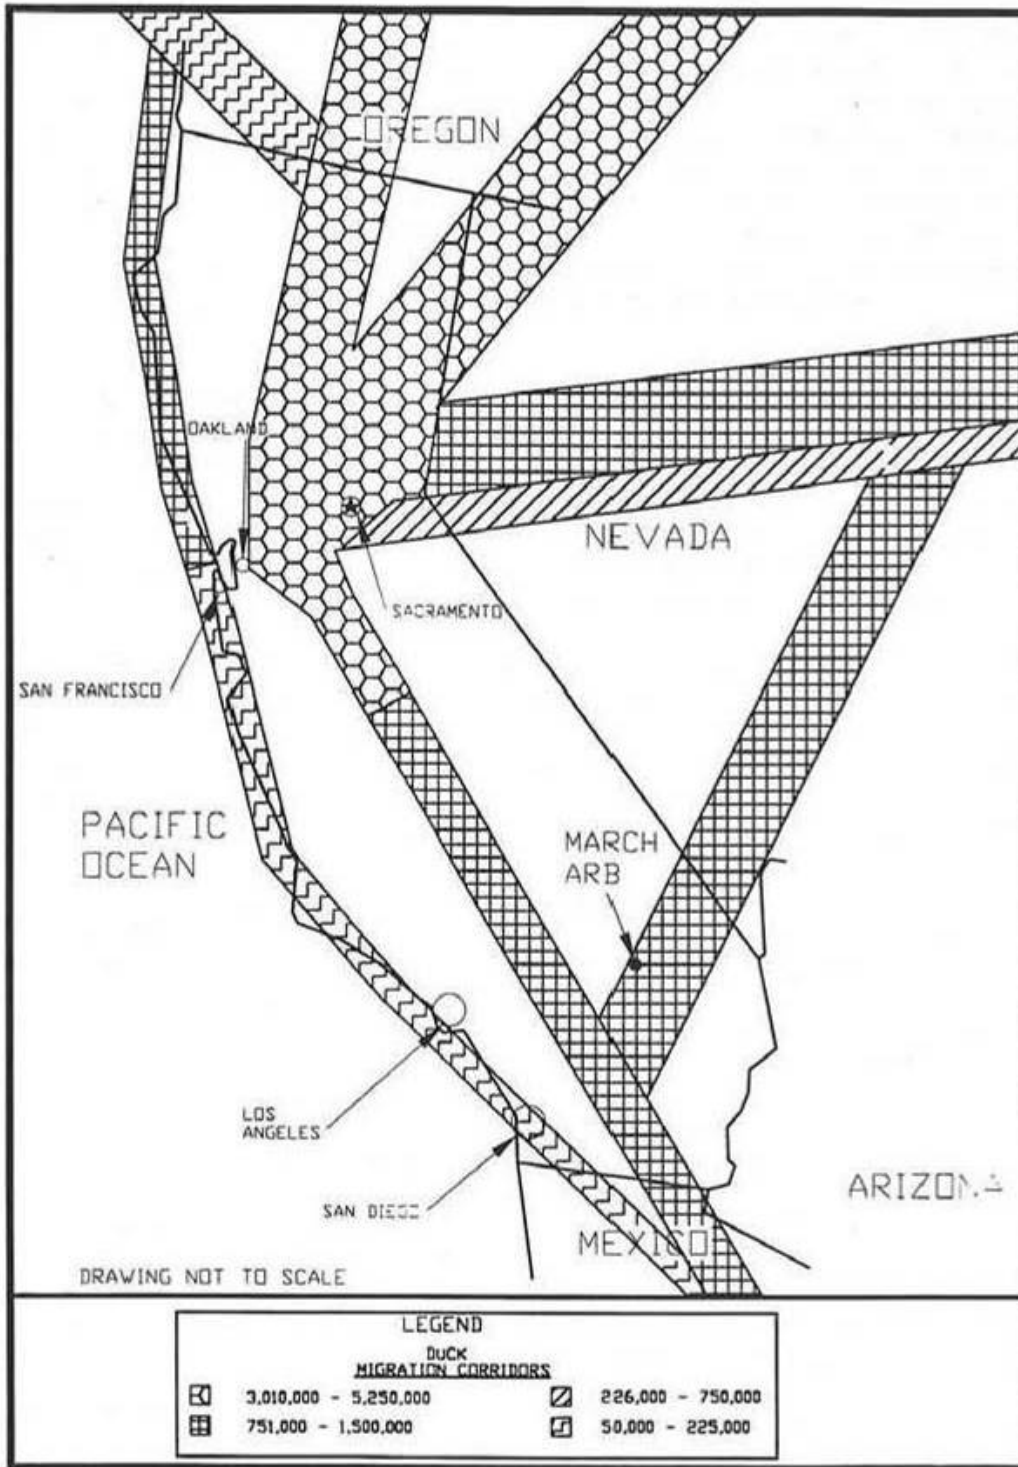 OREGON
OAKLAND
NEVADA
SACRAMENTO
SAN FRANCISCO
PACIFIC
OCEAN
MARCH
ARB
LOS
ANGELES
ARIZONA
SAN DIEGO
MEXICO
DRAWING NOT TO SCALE
LEGEND
DUCK
MIGRATION CORRIDORS
3,010,000 - 5,250,000
226,000 - 750,000
751,000 - 1,500,000
50,000 - 225,000